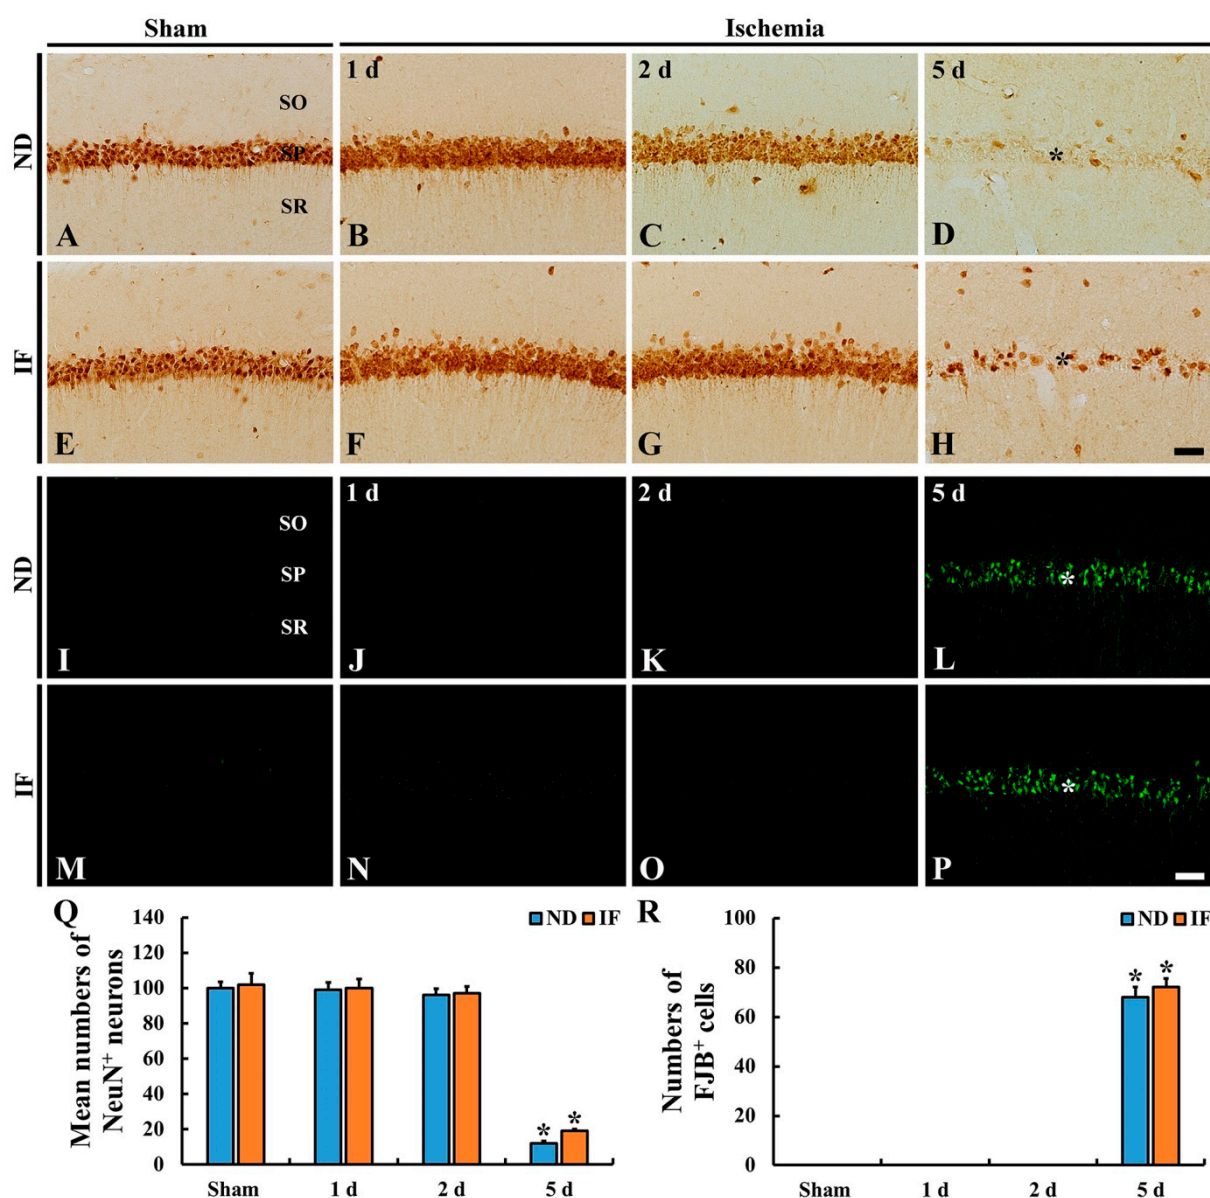 Sham Ischemia
ND 1 d 2 d 5 d
SO
SP *
SR
A B C D
IF
*
E F G H
ND 1 d 2 d 5 d
SO
SP *
SR
I J K L
IF
*
M N O P
Q ND IF
Mean numbers of
NeuN⁺ neurons
140
120
100
80
60
40
20
0
* *
Sham 1 d 2 d 5 d
R ND IF
Numbers of
FJB⁺ cells
100
80
60
40
20
0
* *
Sham 1 d 2 d 5 d